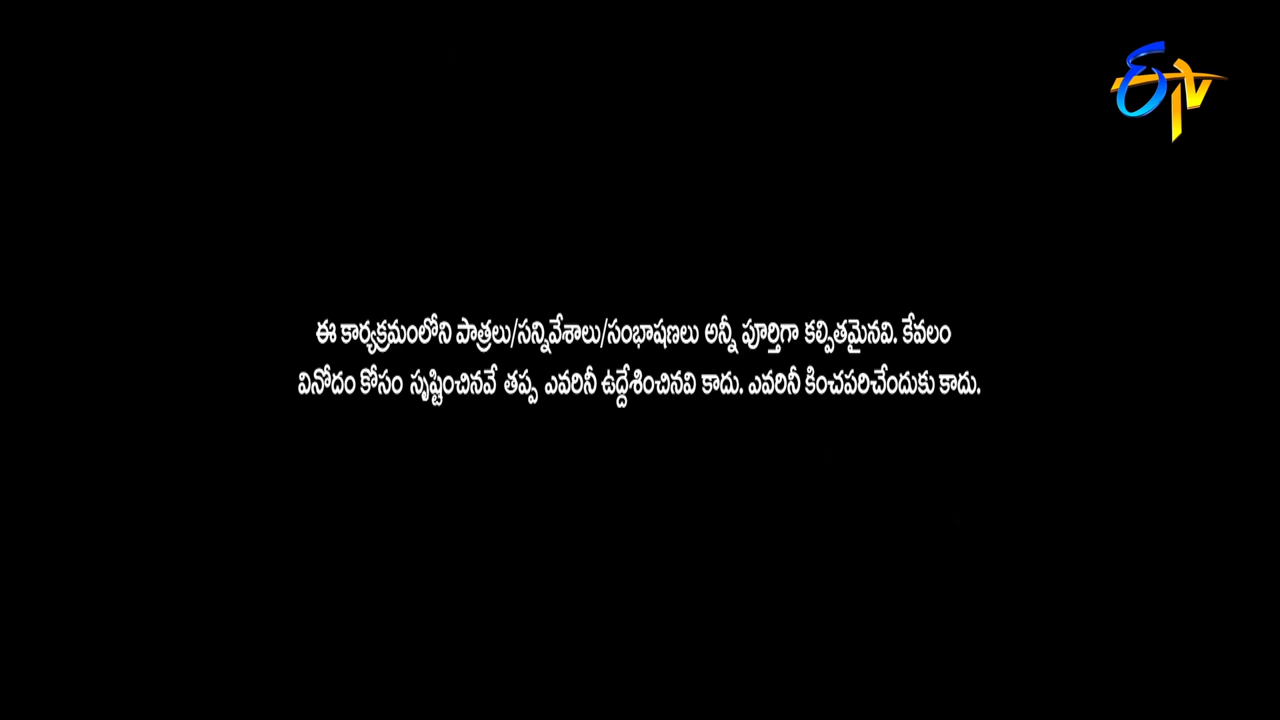 ETV
ఈ కార్యక్రమంలోని పాత్రలు/సన్నివేశాలు/సంభాషణలు అన్నీ పూర్తిగా కల్పితమైనవి. కేవలం
వినోదం కోసం సృష్టించినవే తప్ప ఎవరినీ ఉద్దేశించినవి కాదు. ఎవరినీ కించపరిచేందుకు కాదు.